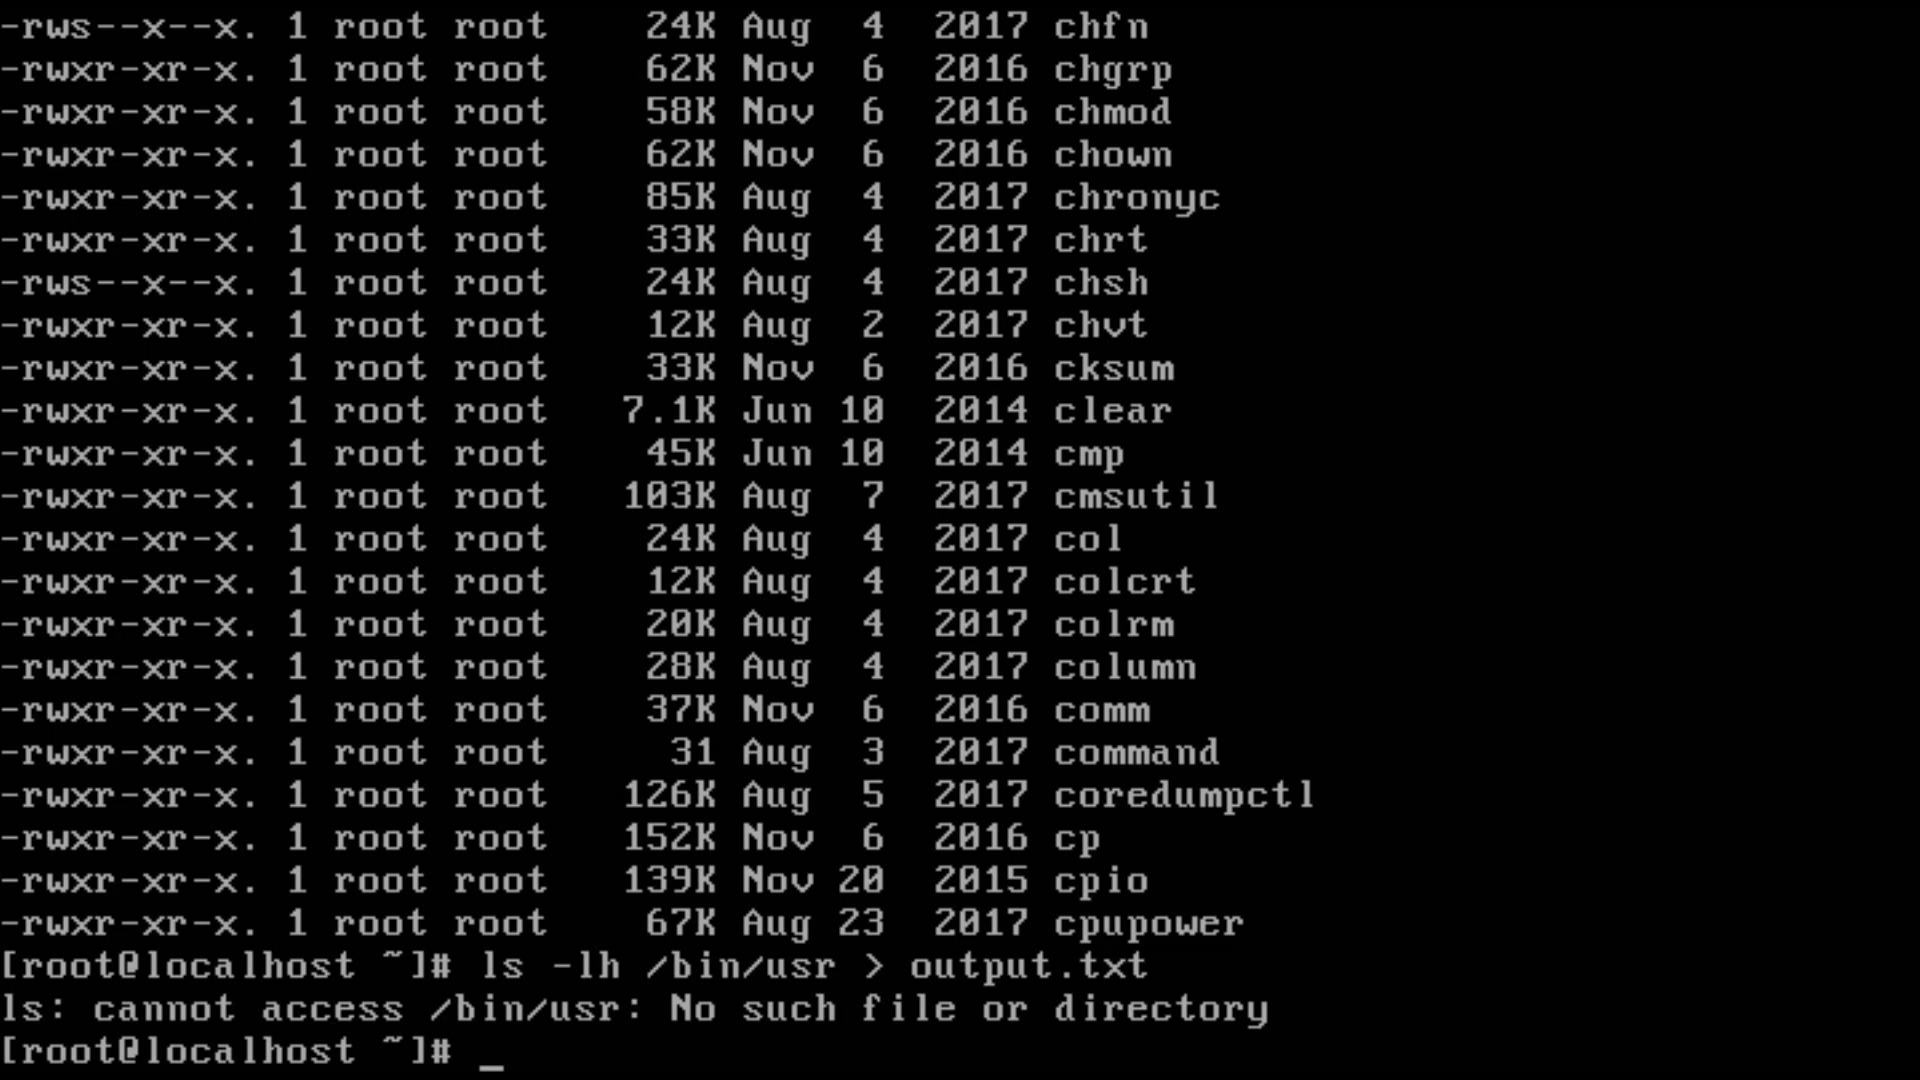 -rws--x--x. 1 root root    24K Aug  4  2017 chfn
-rwxr-xr-x. 1 root root    62K Nov  6  2016 chgrp
-rwxr-xr-x. 1 root root    58K Nov  6  2016 chmod
-rwxr-xr-x. 1 root root    62K Nov  6  2016 chown
-rwxr-xr-x. 1 root root    85K Aug  4  2017 chronyc
-rwxr-xr-x. 1 root root    33K Aug  4  2017 chrt
-rws--x--x. 1 root root    24K Aug  4  2017 chsh
-rwxr-xr-x. 1 root root    12K Aug  2  2017 chvt
-rwxr-xr-x. 1 root root    33K Nov  6  2016 cksum
-rwxr-xr-x. 1 root root   7.1K Jun 10  2014 clear
-rwxr-xr-x. 1 root root    45K Jun 10  2014 cmp
-rwxr-xr-x. 1 root root   103K Aug  7  2017 cmsutil
-rwxr-xr-x. 1 root root    24K Aug  4  2017 col
-rwxr-xr-x. 1 root root    12K Aug  4  2017 colcrt
-rwxr-xr-x. 1 root root    20K Aug  4  2017 colrm
-rwxr-xr-x. 1 root root    28K Aug  4  2017 column
-rwxr-xr-x. 1 root root    37K Nov  6  2016 comm
-rwxr-xr-x. 1 root root     31 Aug  3  2017 command
-rwxr-xr-x. 1 root root   126K Aug  5  2017 coredumpctl
-rwxr-xr-x. 1 root root   152K Nov  6  2016 cp
-rwxr-xr-x. 1 root root   139K Nov 20  2015 cpio
-rwxr-xr-x. 1 root root    67K Aug 23  2017 cpupower
[root@localhost ~]# ls -lh /bin/usr > output.txt
ls: cannot access /bin/usr: No such file or directory
[root@localhost ~]# _